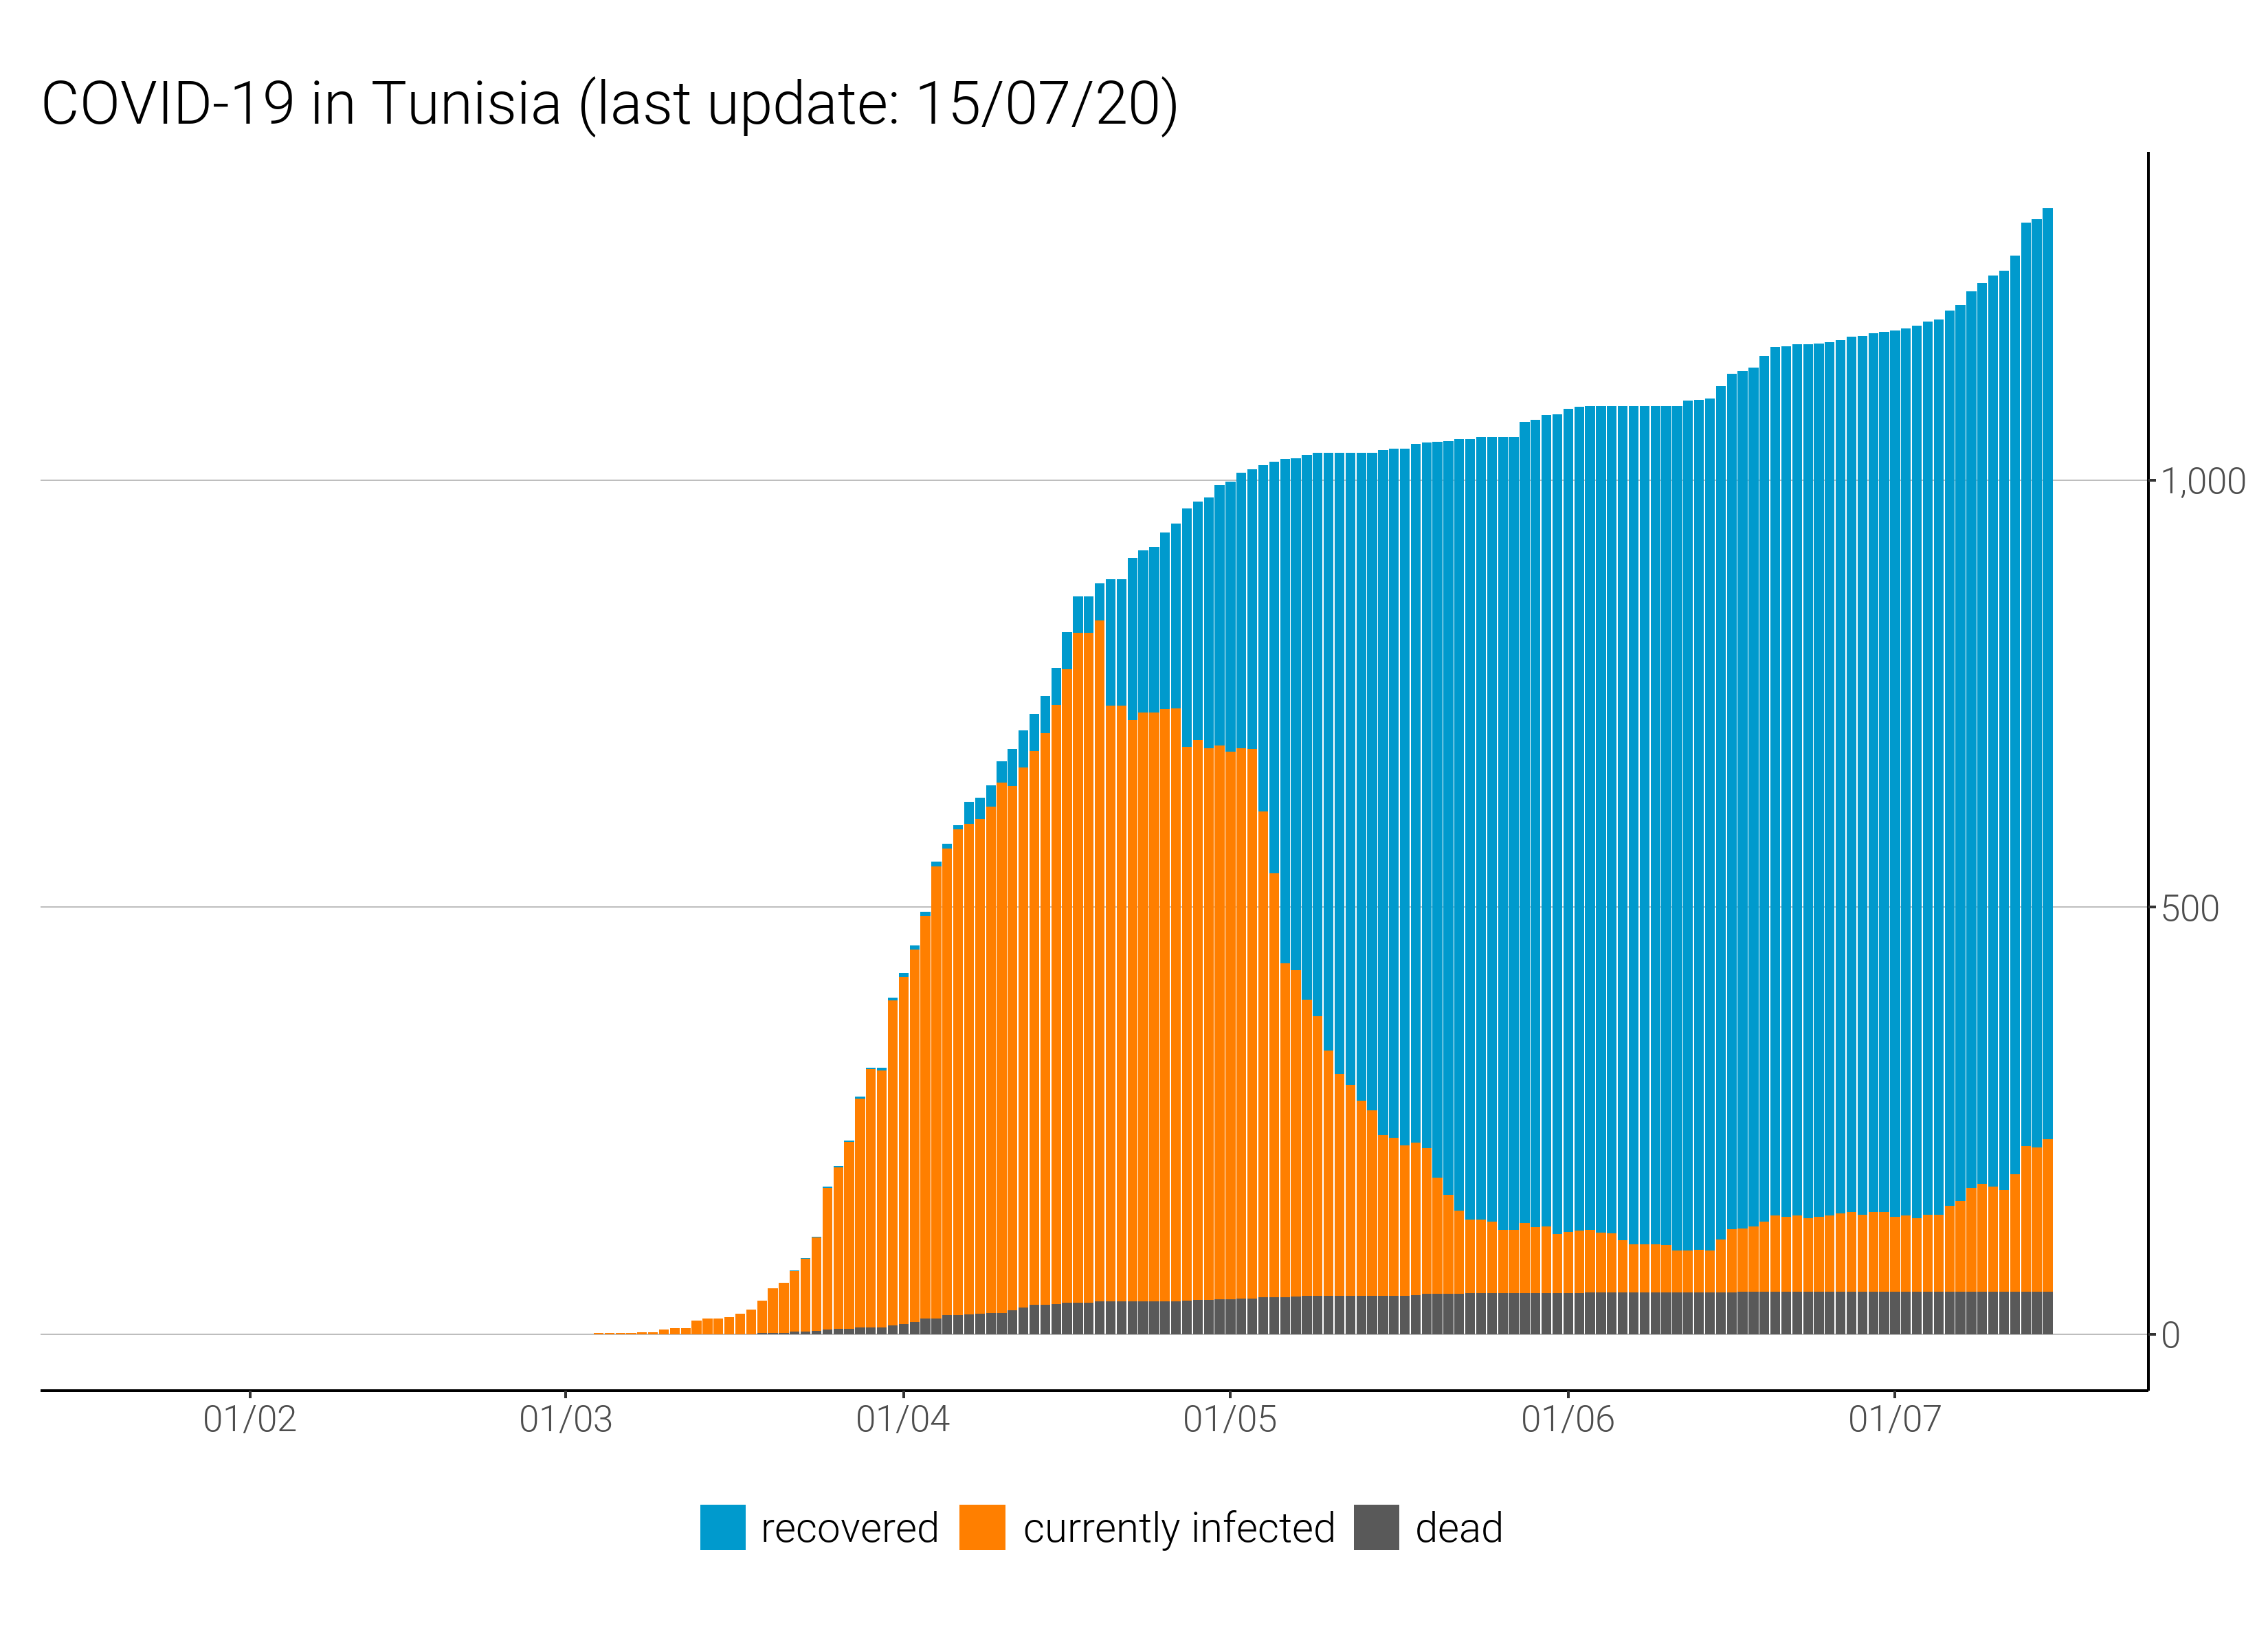 COVID-19 in Tunisia (last update: 15/07/20)
1,000
500
0
01/02 01/03 01/04 01/05 01/06 01/07
recovered currently infected dead